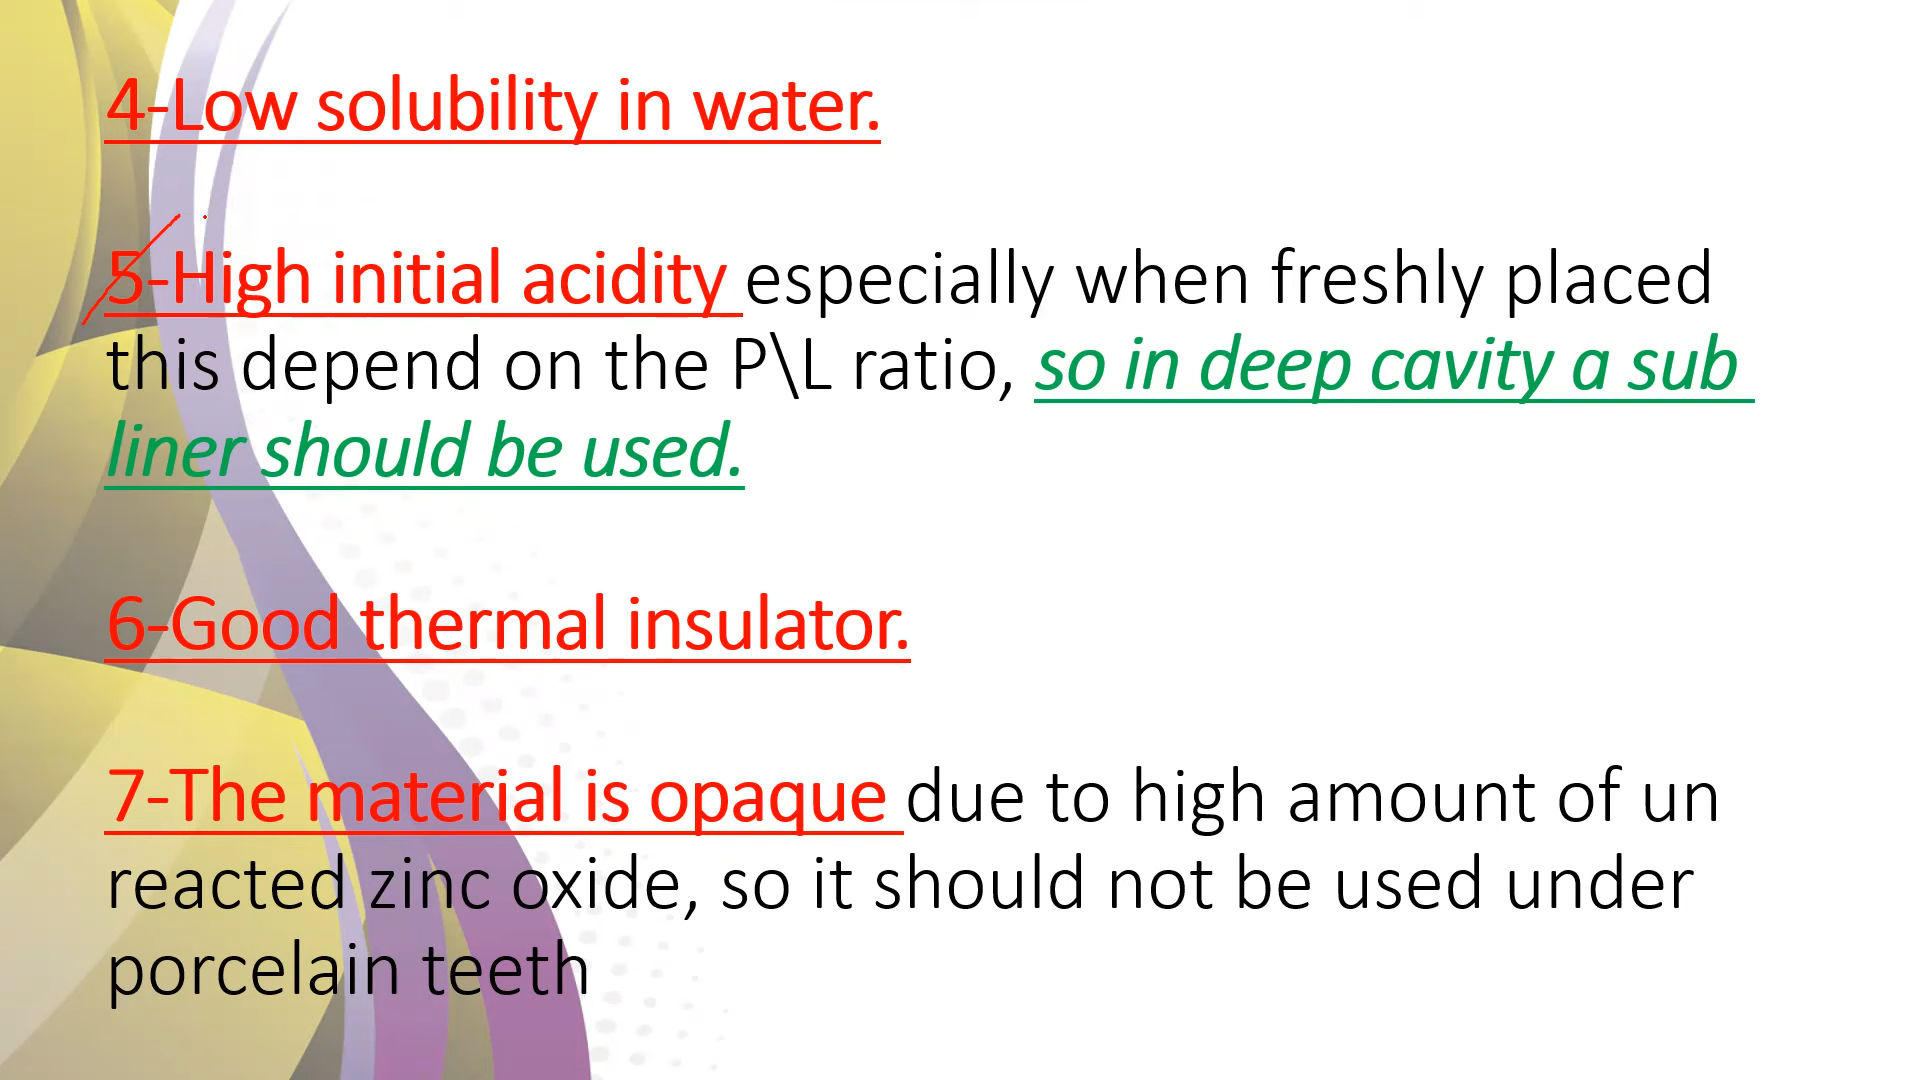 4-Low solubility in water.
5-High initial acidity especially when freshly placed
this depend on the P\L ratio, so in deep cavity a sub
liner should be used.
6-Good thermal insulator.
7-The material is opaque due to high amount of un
reacted zinc oxide, so it should not be used under
porcelain teeth